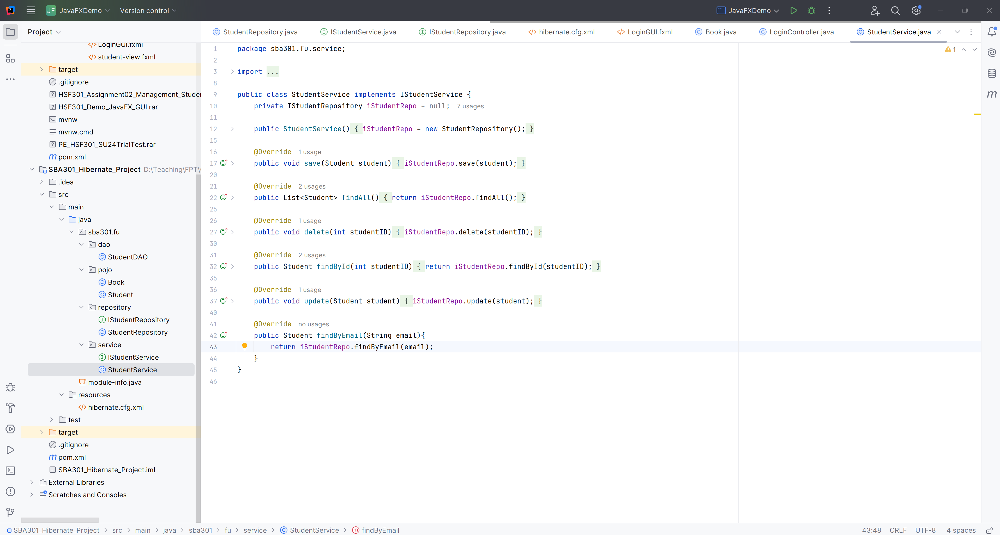 JF JavaFXDemo Version control JavaFXDemo
Project
LoginGUI.fxml
student-view.fxml
target
.gitignore
HSF301_Assignment02_Management_Studen
HSF301_Demo_JavaFX_GUI.rar
mvnw
mvnw.cmd
PE_HSF301_SU24TrialTest.rar
m pom.xml
SBA301_Hibernate_Project D:\Teaching\FPT\
.idea
src
main
java
sba301.fu
dao
StudentDAO
pojo
Book
Student
repository
IStudentRepository
StudentRepository
service
IStudentService
StudentService
module-info.java
resources
hibernate.cfg.xml
test
target
.gitignore
m pom.xml
SBA301_Hibernate_Project.iml
External Libraries
Scratches and Consoles
StudentRepository.java IStudentService.java IStudentRepository.java hibernate.cfg.xml LoginGUI.fxml Book.java LoginController.java StudentService.java
1
1 package sba301.fu.service;
2
3 import ...
8
9 public class StudentService implements IStudentService {
10 private IStudentRepository iStudentRepo = null; 7 usages
11
12 public StudentService() { iStudentRepo = new StudentRepository(); }
15
16 @Override 1 usage
17 public void save(Student student) { iStudentRepo.save(student); }
20
21 @Override 2 usages
22 public List<Student> findAll() { return iStudentRepo.findAll(); }
25
26 @Override 1 usage
27 public void delete(int studentID) { iStudentRepo.delete(studentID); }
30
31 @Override 2 usages
32 public Student findById(int studentID) { return iStudentRepo.findById(studentID); }
35
36 @Override 1 usage
37 public void update(Student student) { iStudentRepo.update(student); }
40
41 @Override no usages
42 public Student findByEmail(String email){
43 return iStudentRepo.findByEmail(email);
44 }
45 }
46
m
SBA301_Hibernate_Project > src > main > java > sba301 > fu > service > StudentService > findByEmail
43:48 CRLF UTF-8 4 spaces